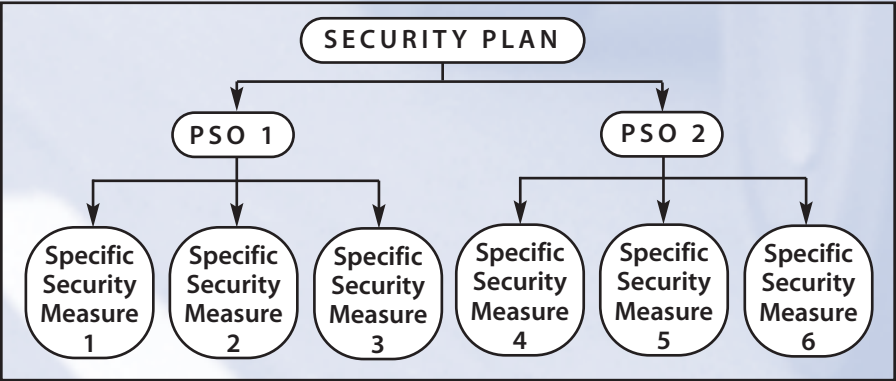 SECURITY PLAN
PSO 1
PSO 2
Specific
Security
Measure
1
Specific
Security
Measure
2
Specific
Security
Measure
3
Specific
Security
Measure
4
Specific
Security
Measure
5
Specific
Security
Measure
6